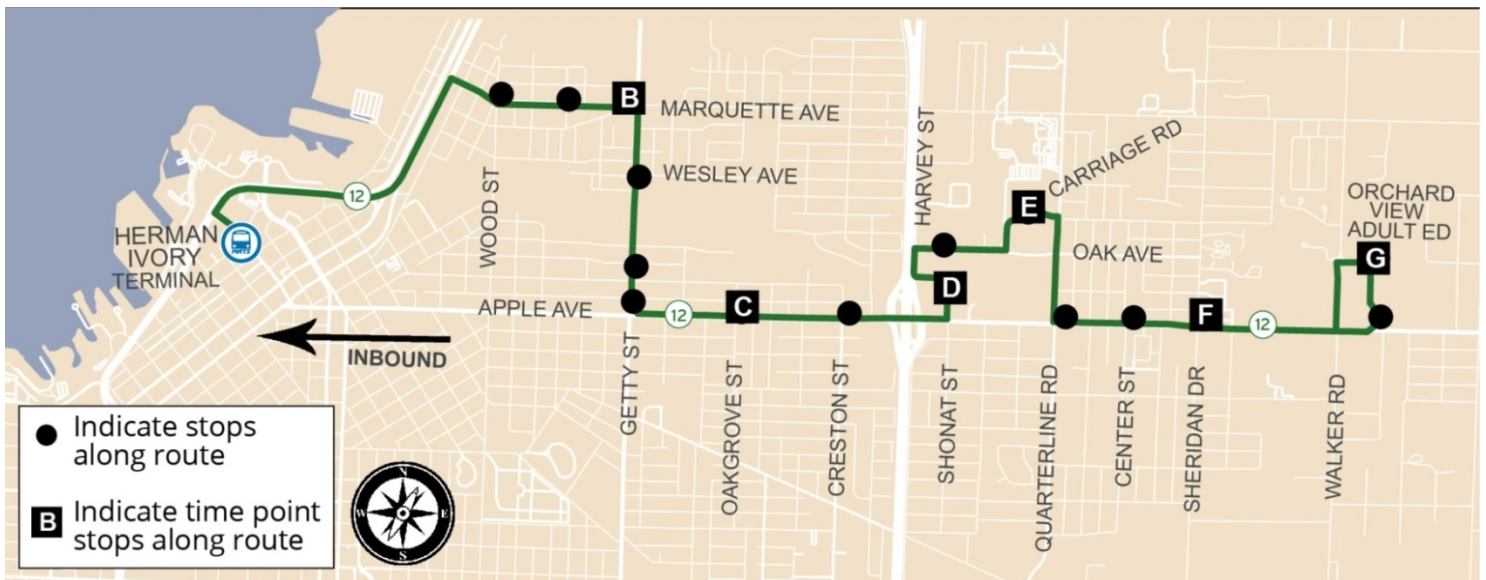 B
MARQUETTE AVE
WESLEY AVE
WOOD ST
HARVEY ST
CARRIAGE RD
E
12
ORCHARD
VIEW
ADULT ED
HERMAN
IVORY
TERMINAL
OAK AVE
G
D
APPLE AVE
12
C
F
12
INBOUND
GETTY ST
OAKGROVE ST
CRESTON ST
SHONAT ST
QUARTERLINE RD
CENTER ST
SHERIDAN DR
WALKER RD
Indicate stops
along route
B
Indicate time point
stops along route
N
W
E
S